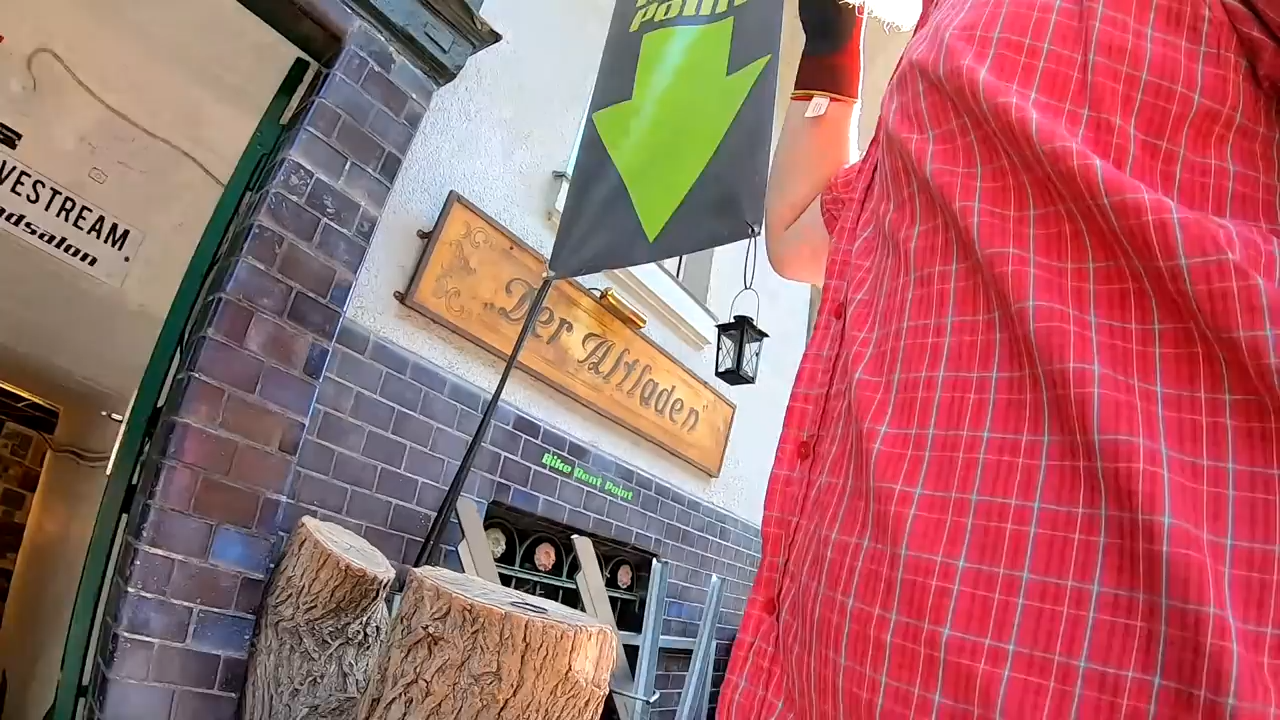 Point
VESTREAM
dsalon
„Der Altladen"
Bike Rent Point